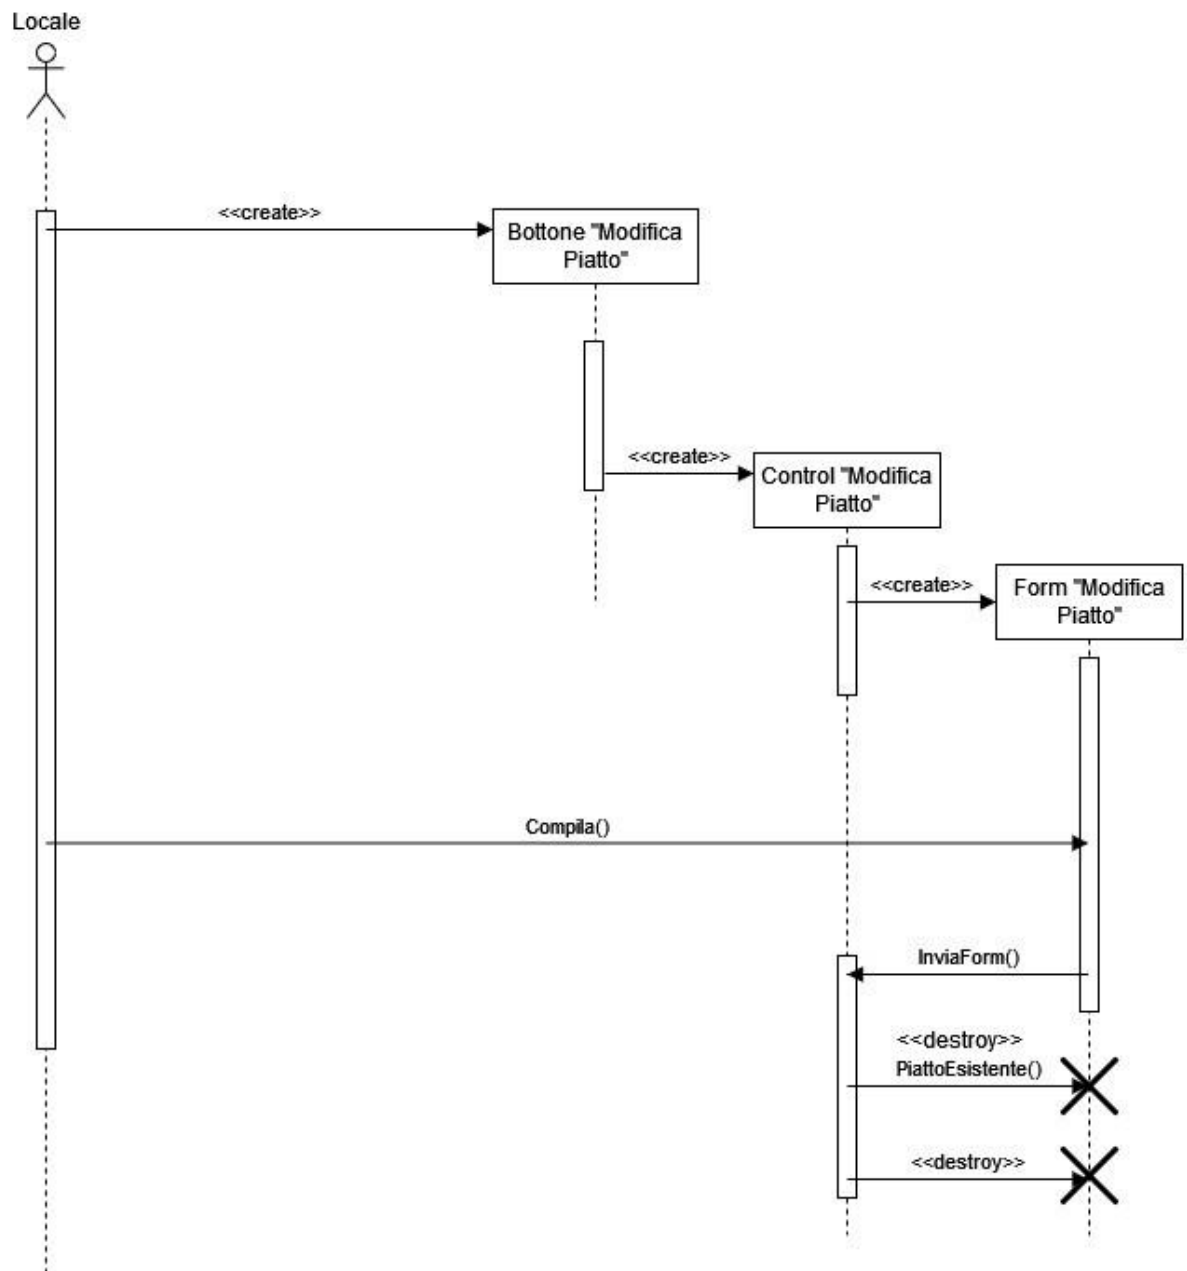 Locale
<<create>>
Bottone "Modifica
Piatto"
<<create>>
Control "Modifica
Piatto"
<<create>>
Form "Modifica
Piatto"
Compila()
InviaForm()
<<destroy>>
PiattoEsistente()
<<destroy>>